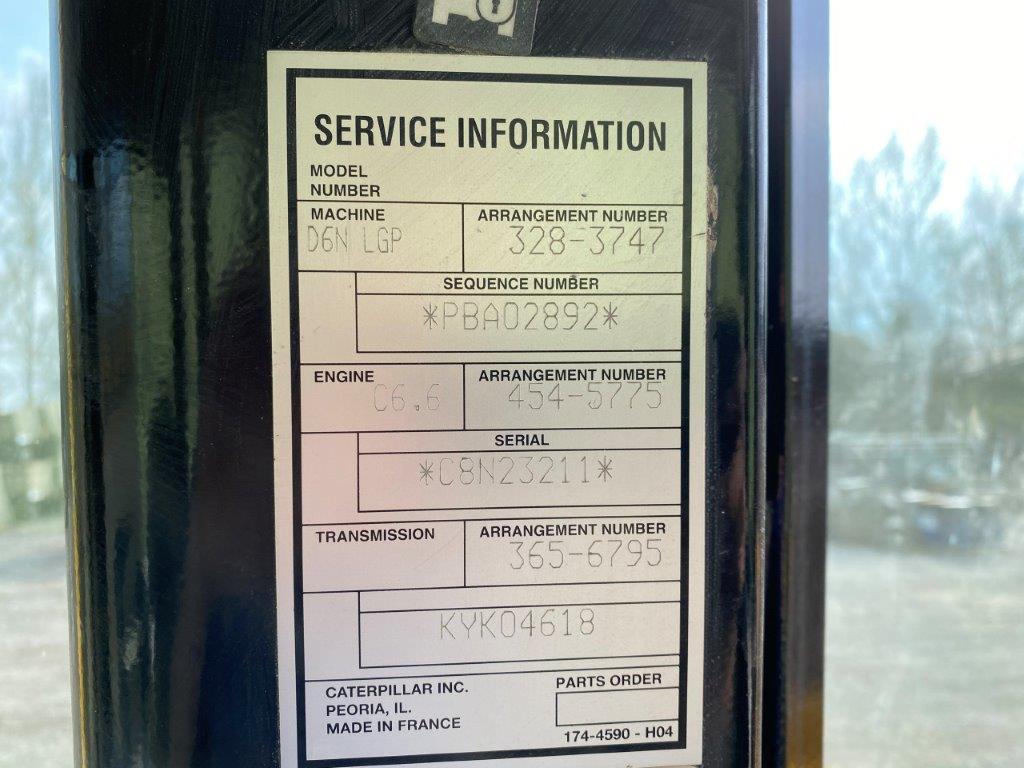 SERVICE INFORMATION
MODEL
NUMBER
MACHINE
D6N LGP
ARRANGEMENT NUMBER
328-3747
SEQUENCE NUMBER
*PBA02892*
ENGINE
C6.6
ARRANGEMENT NUMBER
454-5775
SERIAL
*C8N23211*
TRANSMISSION
ARRANGEMENT NUMBER
365-6795
KYK04618
CATERPILLAR INC.
PEORIA, IL.
MADE IN FRANCE
PARTS ORDER
174-4590 - H04